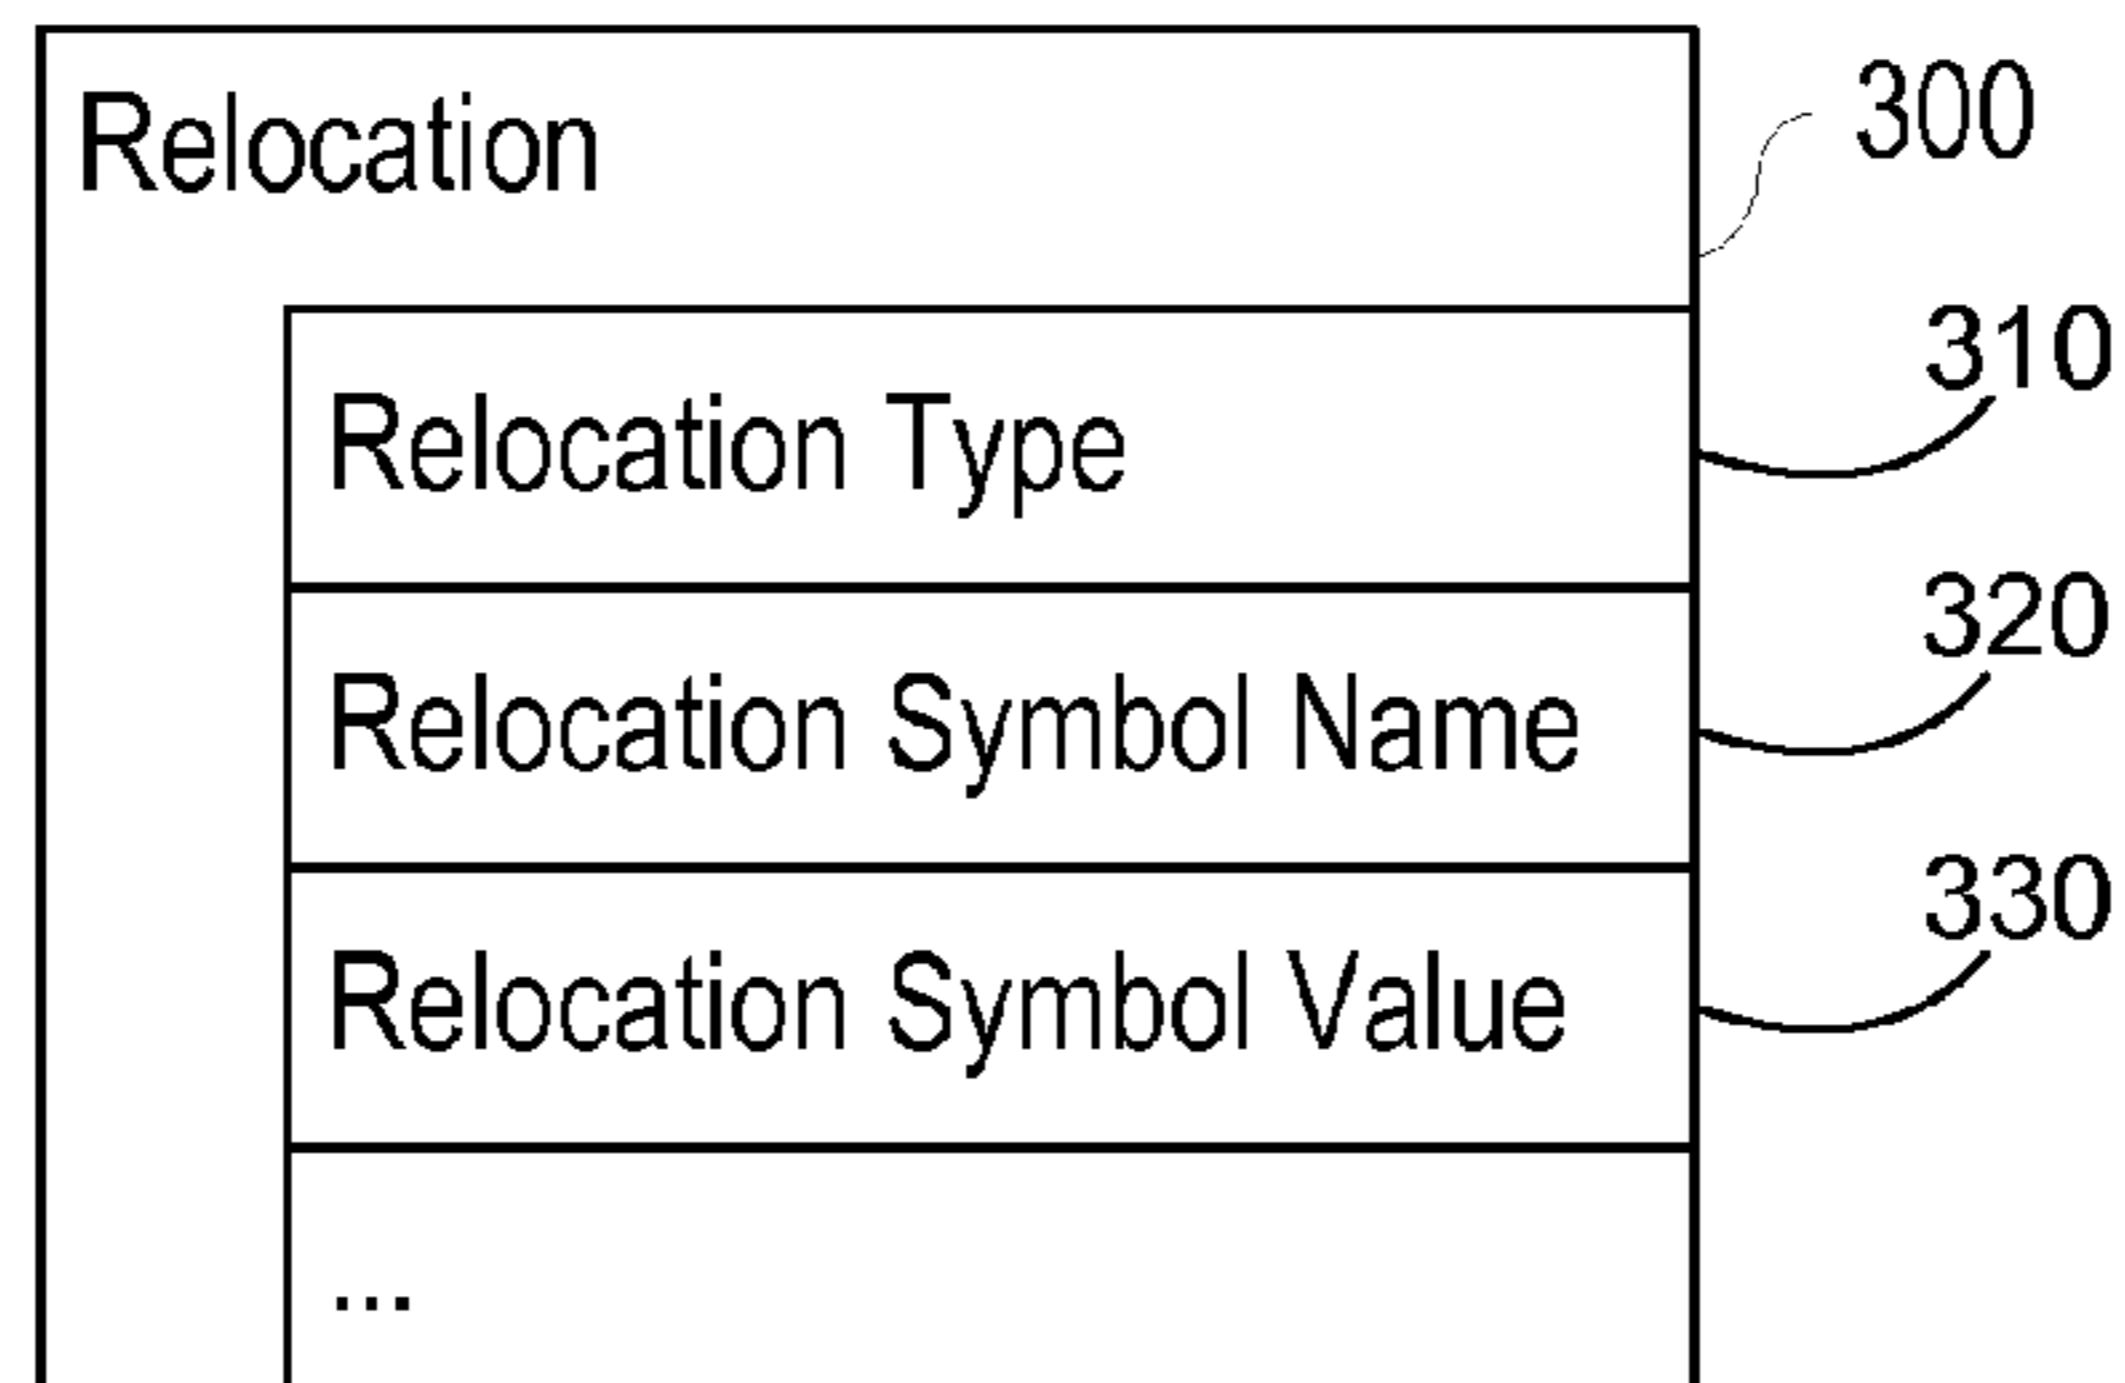 Relocation
300
310
Relocation Type
320
Relocation Symbol Name
330
Relocation Symbol Value
...